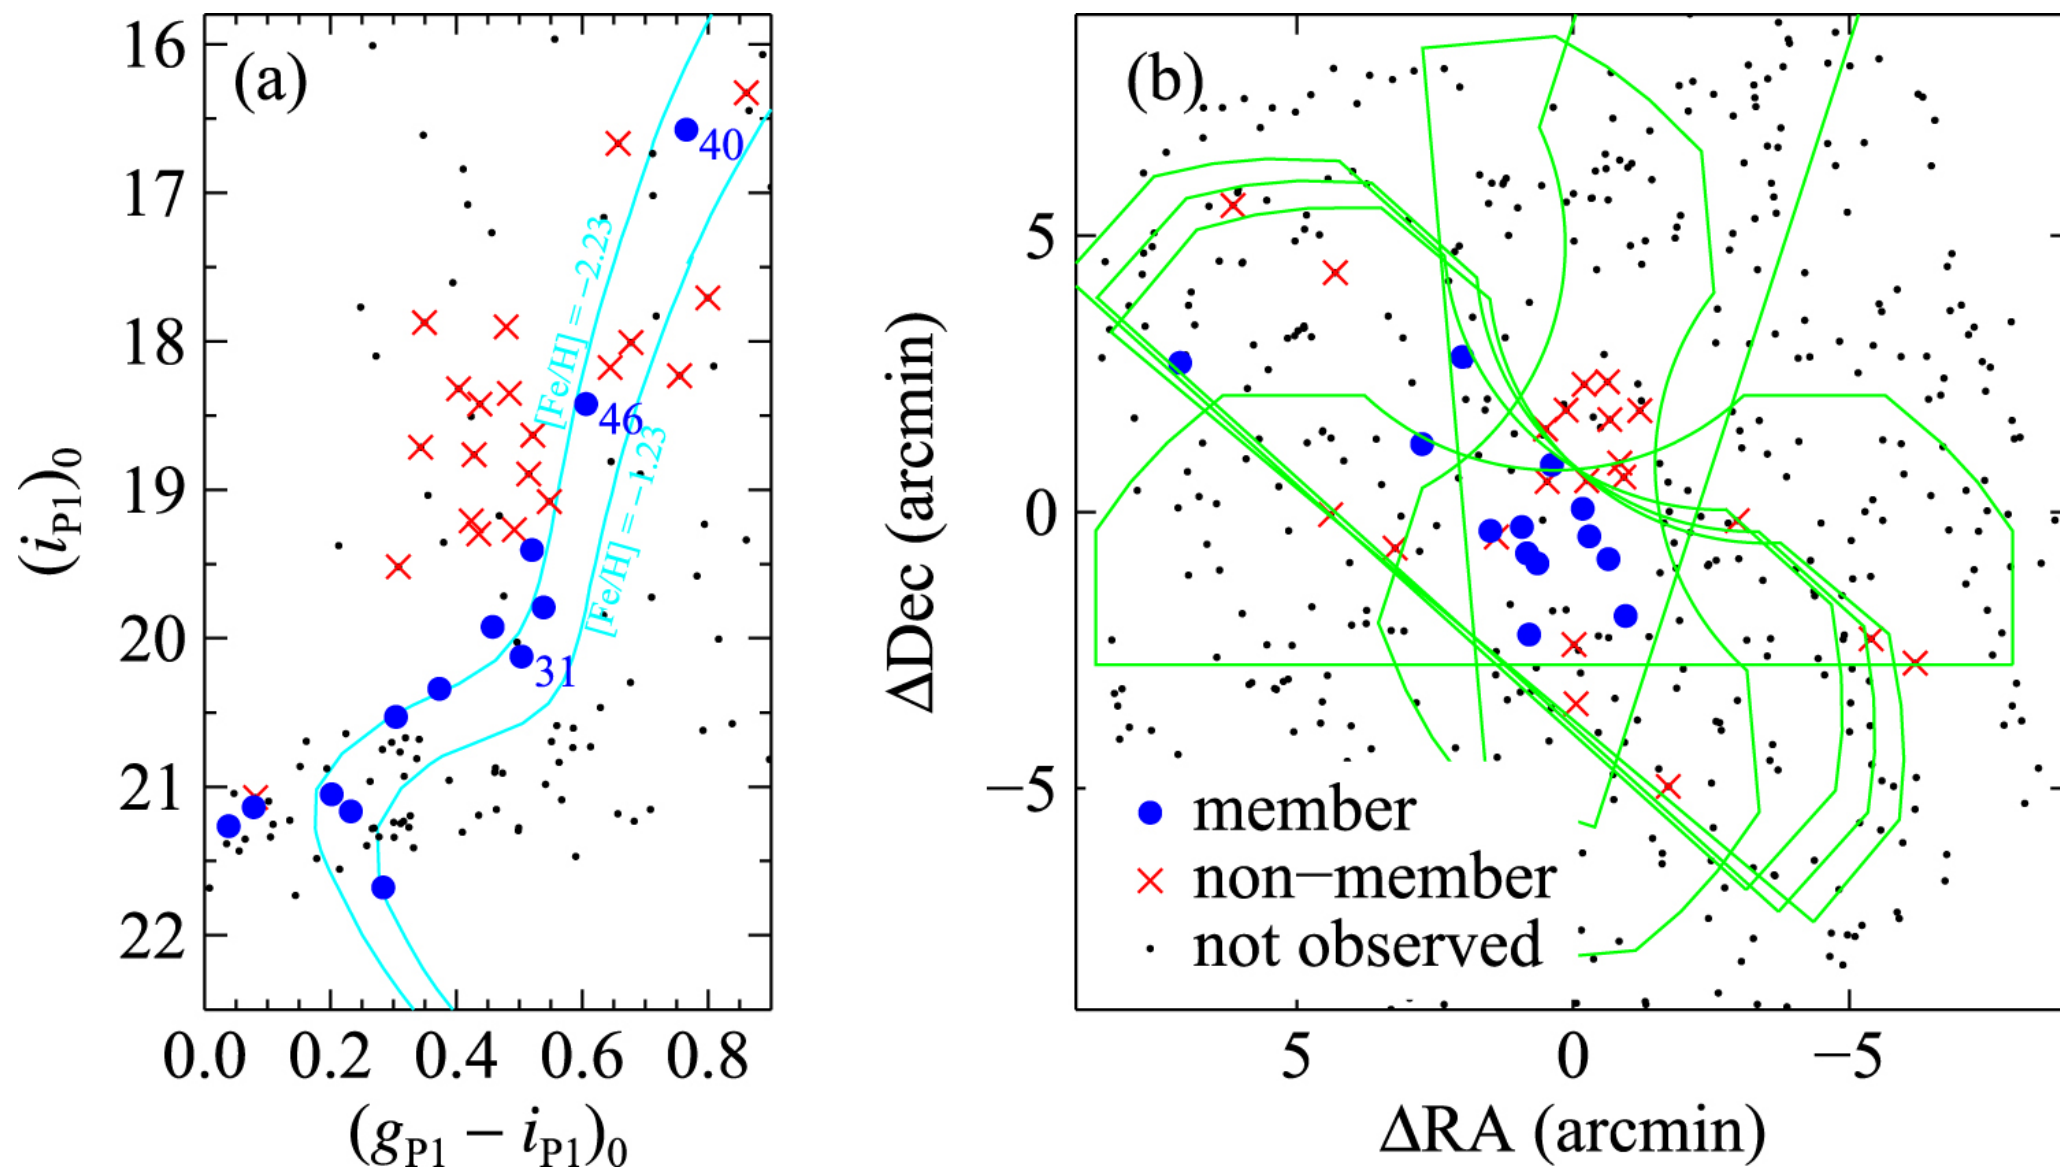 (a)
16
17
18
19
20
21
22
(i_P1)_0
40
46
31
[Fe/H] = −2.23
[Fe/H] = −1.23
0.0 0.2 0.4 0.6 0.8
(g_P1 − i_P1)_0
(b)
5
0
−5
ΔDec (arcmin)
member
non−member
not observed
5 0 −5
ΔRA (arcmin)